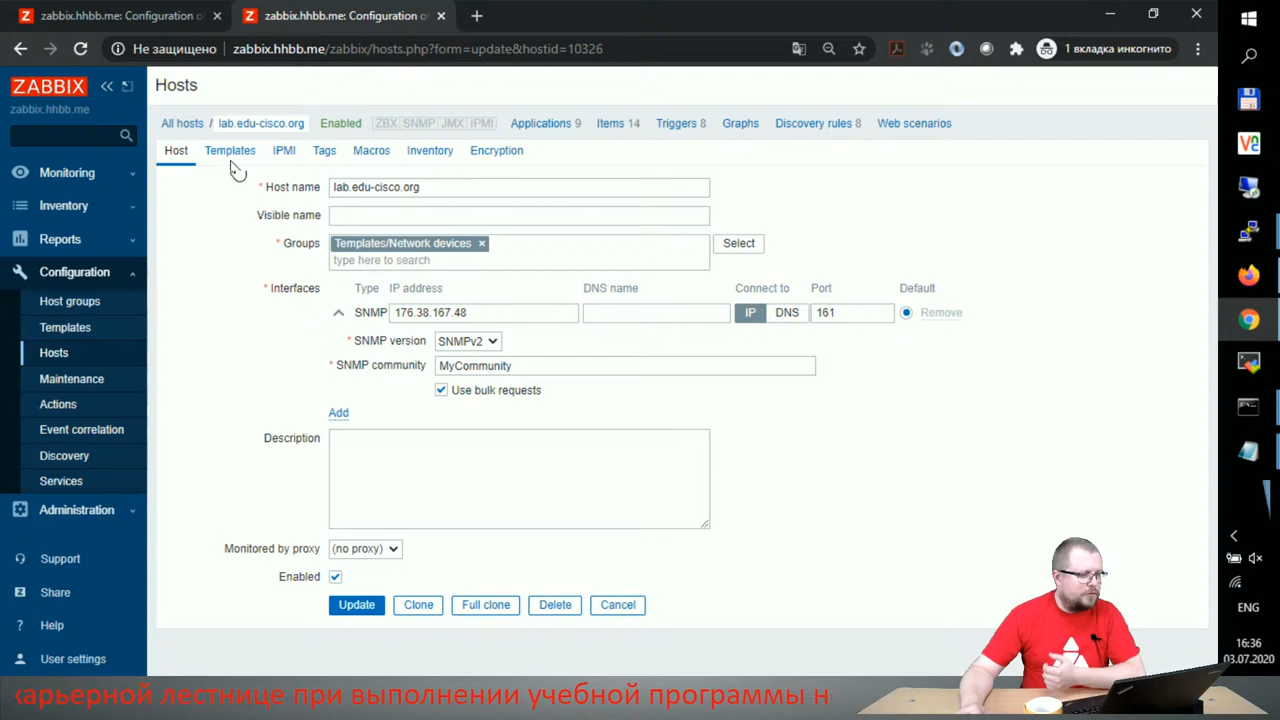 zabbix.hhbb.me: Configuration o
zabbix.hhbb.me: Configuration o
Не защищено
zabbix.hhbb.me/zabbix/hosts.php?form=update&hostid=10326
1 вкладка инкогнито
ZABBIX
zabbix.hhbb.me
Monitoring
Inventory
Reports
Configuration
Host groups
Templates
Hosts
Maintenance
Actions
Event correlation
Discovery
Services
Administration
Support
Share
Help
User settings
Hosts
All hosts / lab.edu-cisco.org Enabled ZBX SNMP JMX IPMI Applications 9 Items 14 Triggers 8 Graphs Discovery rules 8 Web scenarios
Host Templates IPMI Tags Macros Inventory Encryption
* Host name lab.edu-cisco.org
Visible name
* Groups Templates/Network devices × Select
type here to search
* Interfaces Type IP address DNS name Connect to Port Default
SNMP 176.38.167.48 IP DNS 161 Remove
* SNMP version SNMPv2
* SNMP community MyCommunity
Use bulk requests
Add
Description
Monitored by proxy (no proxy)
Enabled
Update Clone Full clone Delete Cancel
ENG
16:36
03.07.2020
карьерной лестнице при выполнении учебной программы н